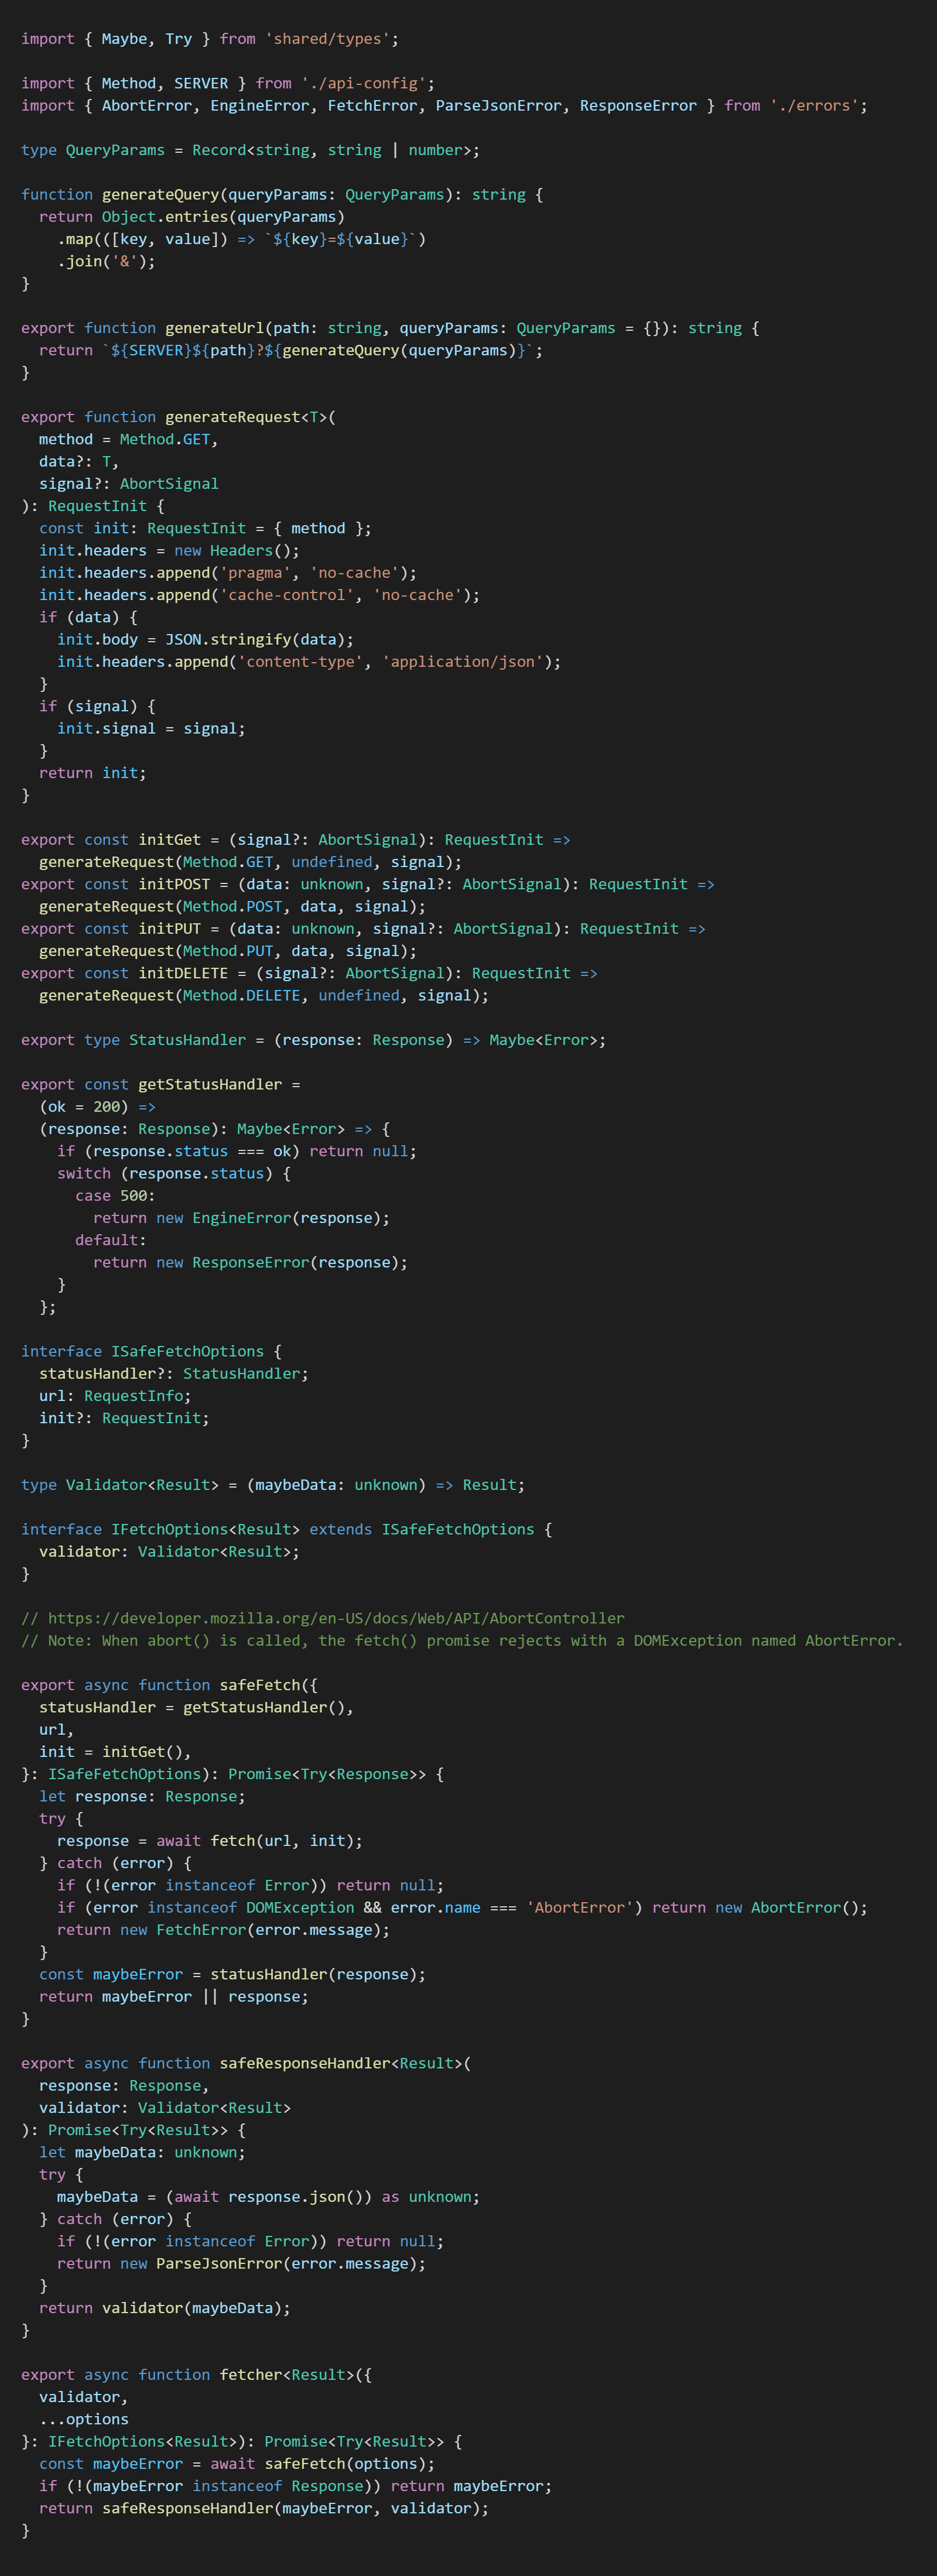 import { Maybe, Try } from 'shared/types';

import { Method, SERVER } from './api-config';
import { AbortError, EngineError, FetchError, ParseJsonError, ResponseError } from './errors';

type QueryParams = Record<string, string | number>;

function generateQuery(queryParams: QueryParams): string {
  return Object.entries(queryParams)
    .map(([key, value]) => `${key}=${value}`)
    .join('&');
}

export function generateUrl(path: string, queryParams: QueryParams = {}): string {
  return `${SERVER}${path}?${generateQuery(queryParams)}`;
}

export function generateRequest<T>(
  method = Method.GET,
  data?: T,
  signal?: AbortSignal
): RequestInit {
  const init: RequestInit = { method };
  init.headers = new Headers();
  init.headers.append('pragma', 'no-cache');
  init.headers.append('cache-control', 'no-cache');
  if (data) {
    init.body = JSON.stringify(data);
    init.headers.append('content-type', 'application/json');
  }
  if (signal) {
    init.signal = signal;
  }
  return init;
}

export const initGet = (signal?: AbortSignal): RequestInit =>
  generateRequest(Method.GET, undefined, signal);
export const initPOST = (data: unknown, signal?: AbortSignal): RequestInit =>
  generateRequest(Method.POST, data, signal);
export const initPUT = (data: unknown, signal?: AbortSignal): RequestInit =>
  generateRequest(Method.PUT, data, signal);
export const initDELETE = (signal?: AbortSignal): RequestInit =>
  generateRequest(Method.DELETE, undefined, signal);

export type StatusHandler = (response: Response) => Maybe<Error>;

export const getStatusHandler =
  (ok = 200) =>
  (response: Response): Maybe<Error> => {
    if (response.status === ok) return null;
    switch (response.status) {
      case 500:
        return new EngineError(response);
      default:
        return new ResponseError(response);
    }
  };

interface ISafeFetchOptions {
  statusHandler?: StatusHandler;
  url: RequestInfo;
  init?: RequestInit;
}

type Validator<Result> = (maybeData: unknown) => Result;

interface IFetchOptions<Result> extends ISafeFetchOptions {
  validator: Validator<Result>;
}

// https://developer.mozilla.org/en-US/docs/Web/API/AbortController
// Note: When abort() is called, the fetch() promise rejects with a DOMException named AbortError.

export async function safeFetch({
  statusHandler = getStatusHandler(),
  url,
  init = initGet(),
}: ISafeFetchOptions): Promise<Try<Response>> {
  let response: Response;
  try {
    response = await fetch(url, init);
  } catch (error) {
    if (!(error instanceof Error)) return null;
    if (error instanceof DOMException && error.name === 'AbortError') return new AbortError();
    return new FetchError(error.message);
  }
  const maybeError = statusHandler(response);
  return maybeError || response;
}

export async function safeResponseHandler<Result>(
  response: Response,
  validator: Validator<Result>
): Promise<Try<Result>> {
  let maybeData: unknown;
  try {
    maybeData = (await response.json()) as unknown;
  } catch (error) {
    if (!(error instanceof Error)) return null;
    return new ParseJsonError(error.message);
  }
  return validator(maybeData);
}

export async function fetcher<Result>({
  validator,
  ...options
}: IFetchOptions<Result>): Promise<Try<Result>> {
  const maybeError = await safeFetch(options);
  if (!(maybeError instanceof Response)) return maybeError;
  return safeResponseHandler(maybeError, validator);
}